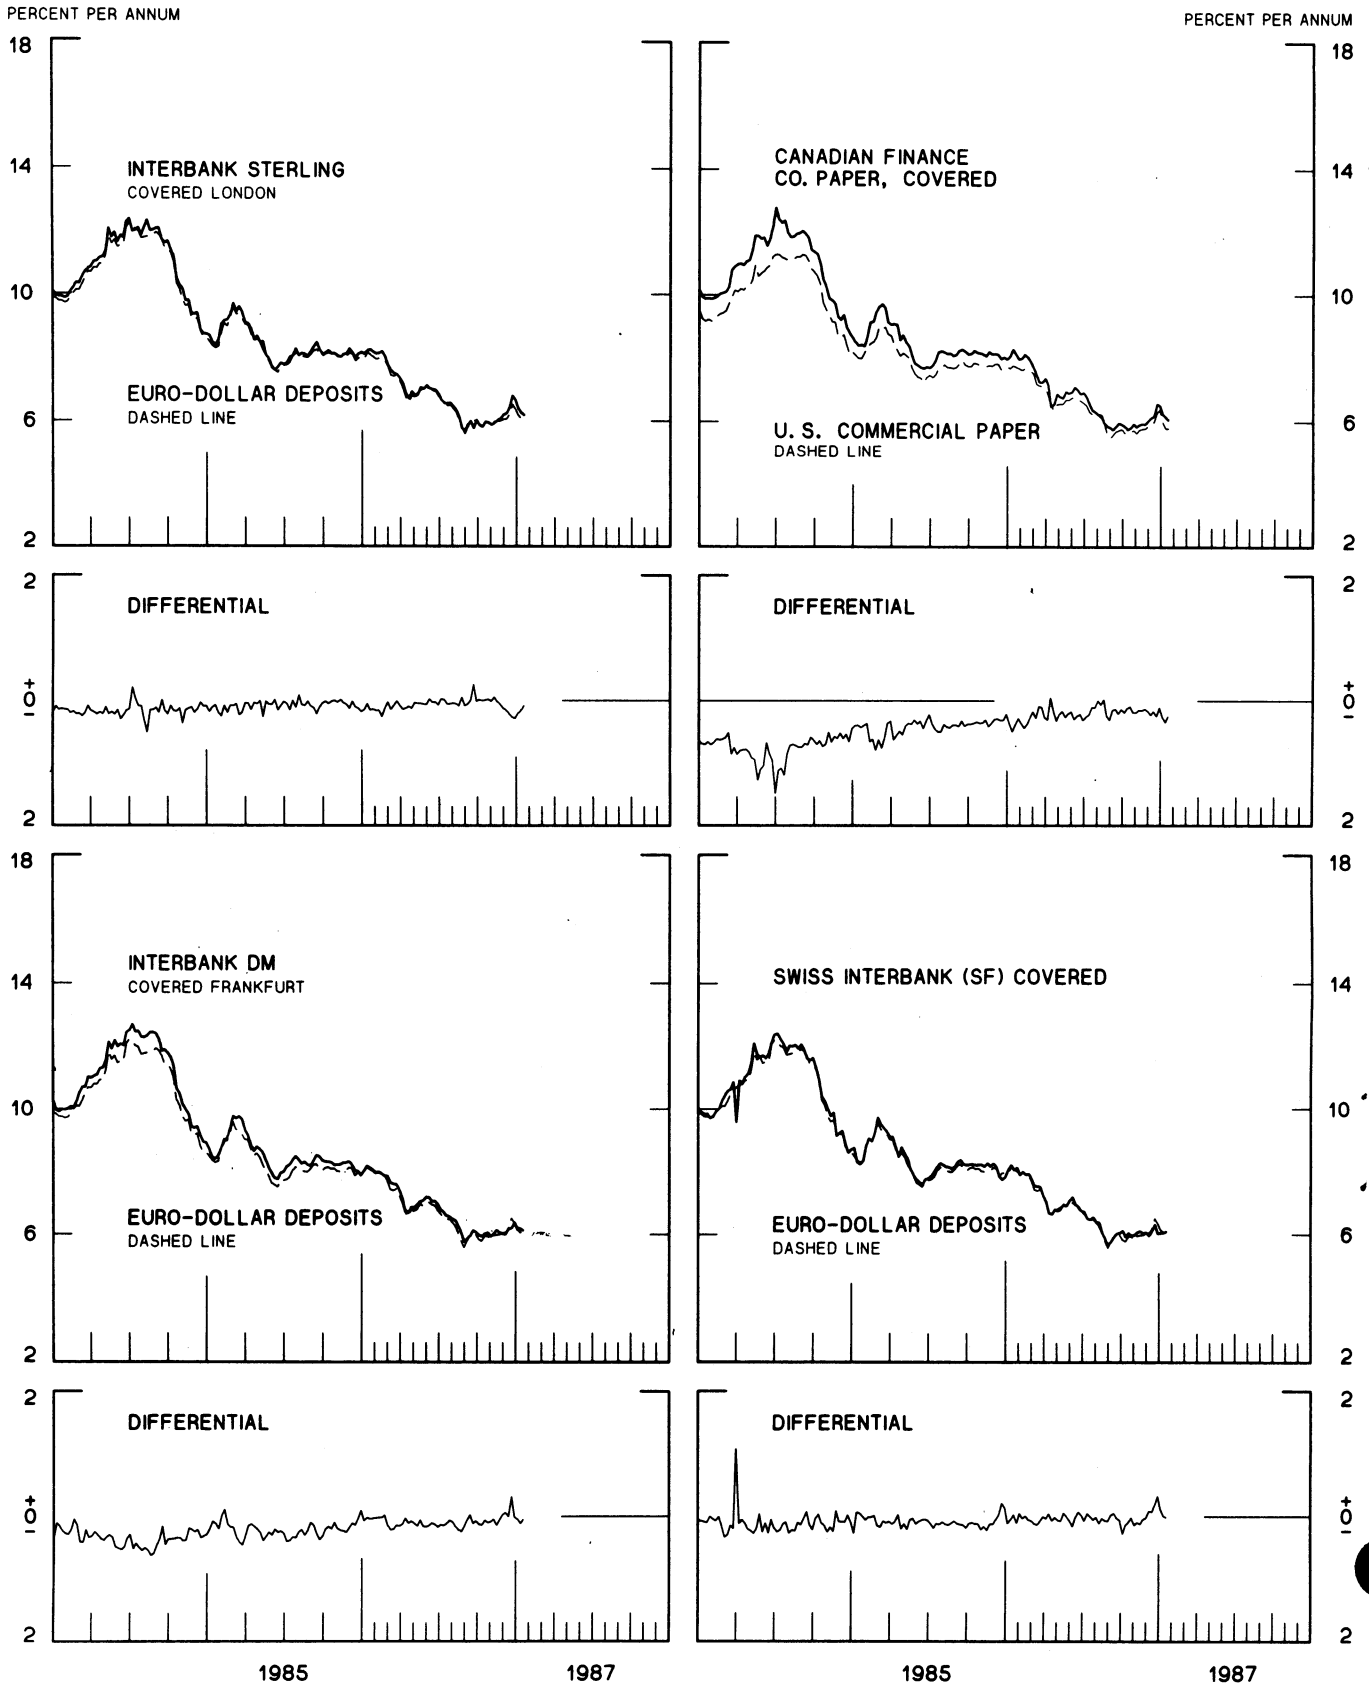 PERCENT PER ANNUM
PERCENT PER ANNUM
18
14
10
6
2
INTERBANK STERLING
COVERED LONDON
EURO-DOLLAR DEPOSITS
DASHED LINE
CANADIAN FINANCE
CO. PAPER, COVERED
U. S. COMMERCIAL PAPER
DASHED LINE
18
14
10
6
2
2
+
0
−
2
DIFFERENTIAL
DIFFERENTIAL
2
+
0
−
2
18
14
10
6
2
INTERBANK DM
COVERED FRANKFURT
EURO-DOLLAR DEPOSITS
DASHED LINE
SWISS INTERBANK (SF) COVERED
EURO-DOLLAR DEPOSITS
DASHED LINE
18
14
10
6
2
2
+
0
−
2
DIFFERENTIAL
DIFFERENTIAL
2
+
0
−
2
1985
1987
1985
1987